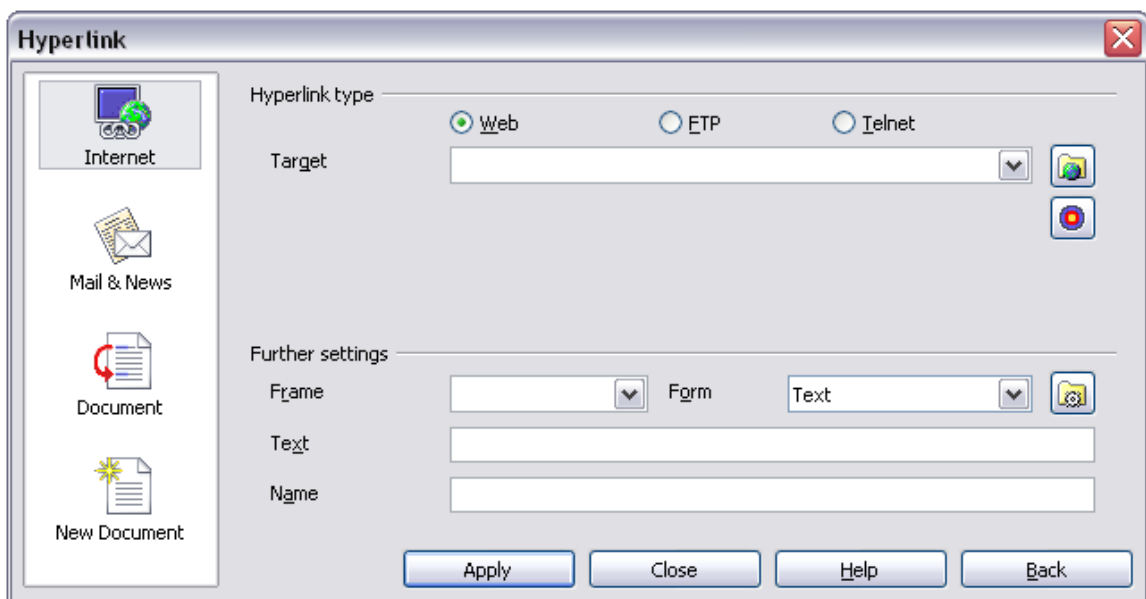 Hyperlink
Internet
Mail & News
Document
New Document
Hyperlink type
Web FTP Telnet
Target
Further settings
Frame Form Text
Text
Name
Apply Close Help Back